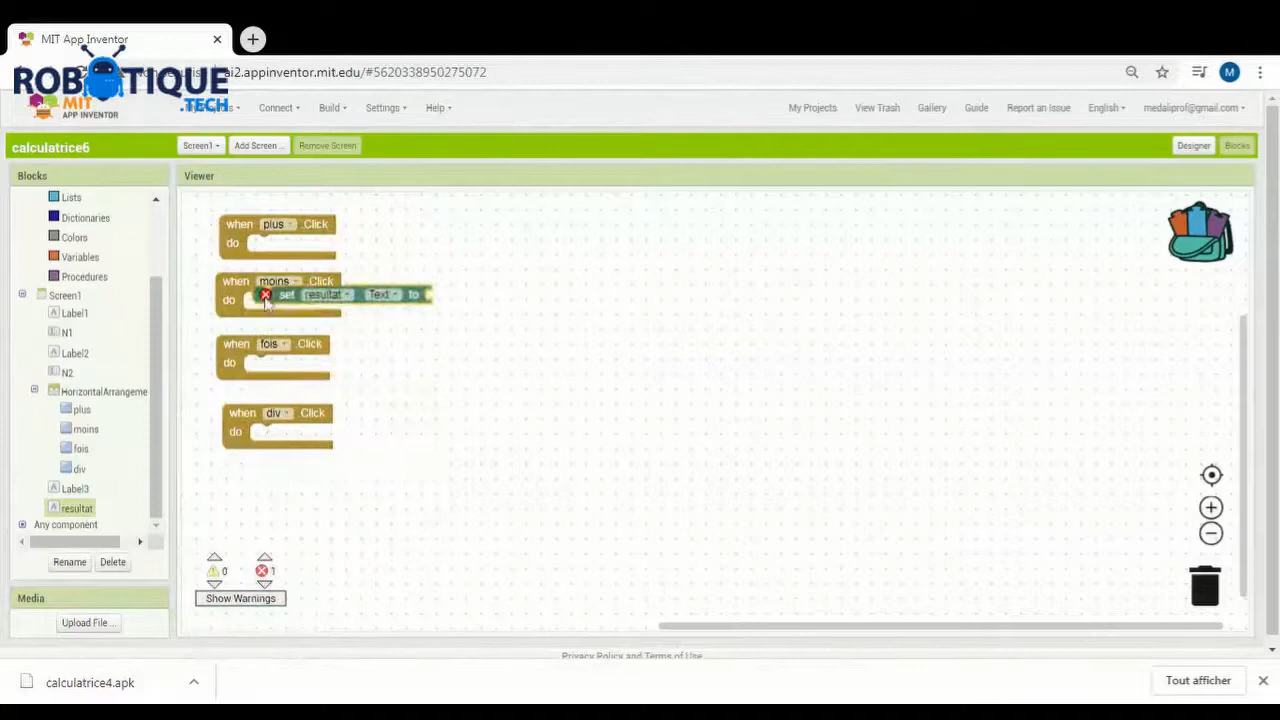 MIT App Inventor
ROBOTIQUE
.TECH
ai2.appinventor.mit.edu/#5620338950275072
M
MIT
APP INVENTOR
My Projects
Connect
Build
Settings
Help
My Projects
View Trash
Gallery
Guide
Report an Issue
English
medaliprof@gmail.com
calculatrice6
Screen1
Add Screen ...
Remove Screen
Designer
Blocks
Blocks
Viewer
Lists
Dictionaries
Colors
Variables
Procedures
Screen1
Label1
N1
Label2
N2
HorizontalArrangeme
plus
moins
fois
div
Label3
resultat
Any component
Rename
Delete
Media
Upload File ...
when plus .Click
do
when moins .Click
do
set resultat . Text to
when fois .Click
do
when div .Click
do
0
1
Show Warnings
Privacy Policy and Terms of Use
calculatrice4.apk
Tout afficher